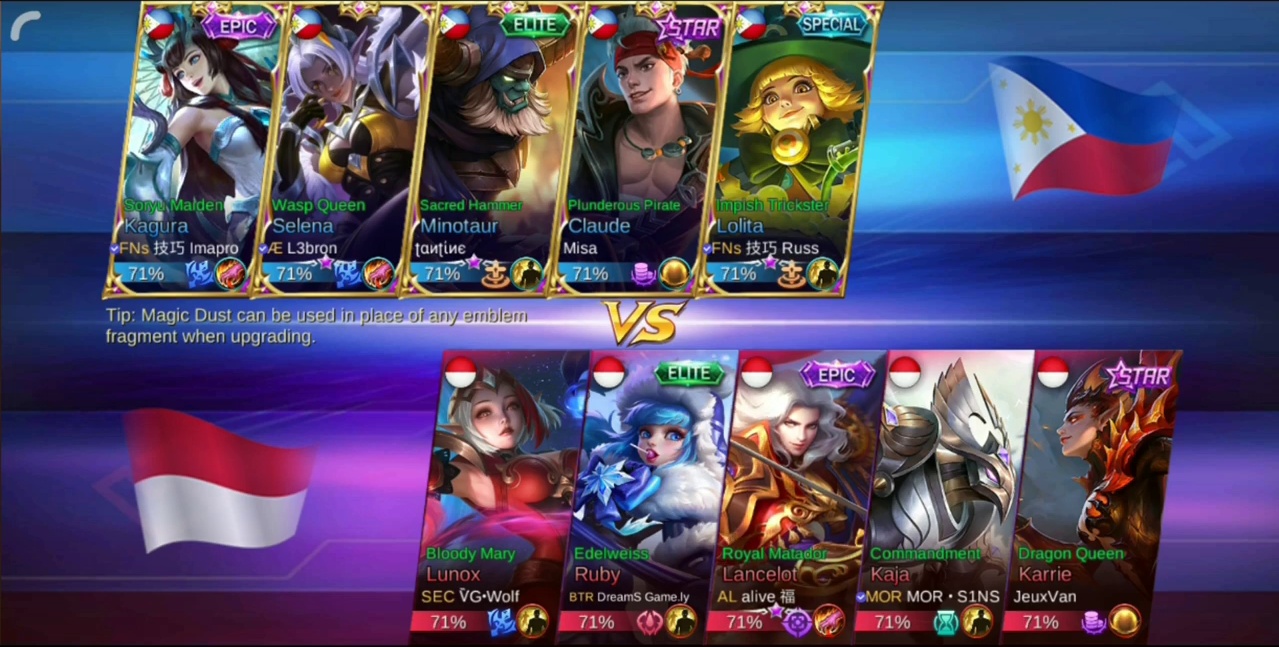 EPIC
Soryu Maiden
Kagura
FNs 技巧 Imapro
71%
Wasp Queen
Selena
Æ L3bron
71%
ELITE
Sacred Hammer
Minotaur
ţαɳţιɳє
71%
STAR
Plunderous Pirate
Claude
Misa
71%
SPECIAL
Impish Trickster
Lolita
FNs 技巧 Russ
71%
Tip: Magic Dust can be used in place of any emblem
fragment when upgrading.
VS
Bloody Mary
Lunox
SEC ṼG•Wolf
71%
ELITE
Edelweiss
Ruby
BTR DreamS Game.ly
71%
EPIC
Royal Matador
Lancelot
AL alive 福
71%
Commandment
Kaja
MOR MOR・S1NS
71%
STAR
Dragon Queen
Karrie
JeuxVan
71%